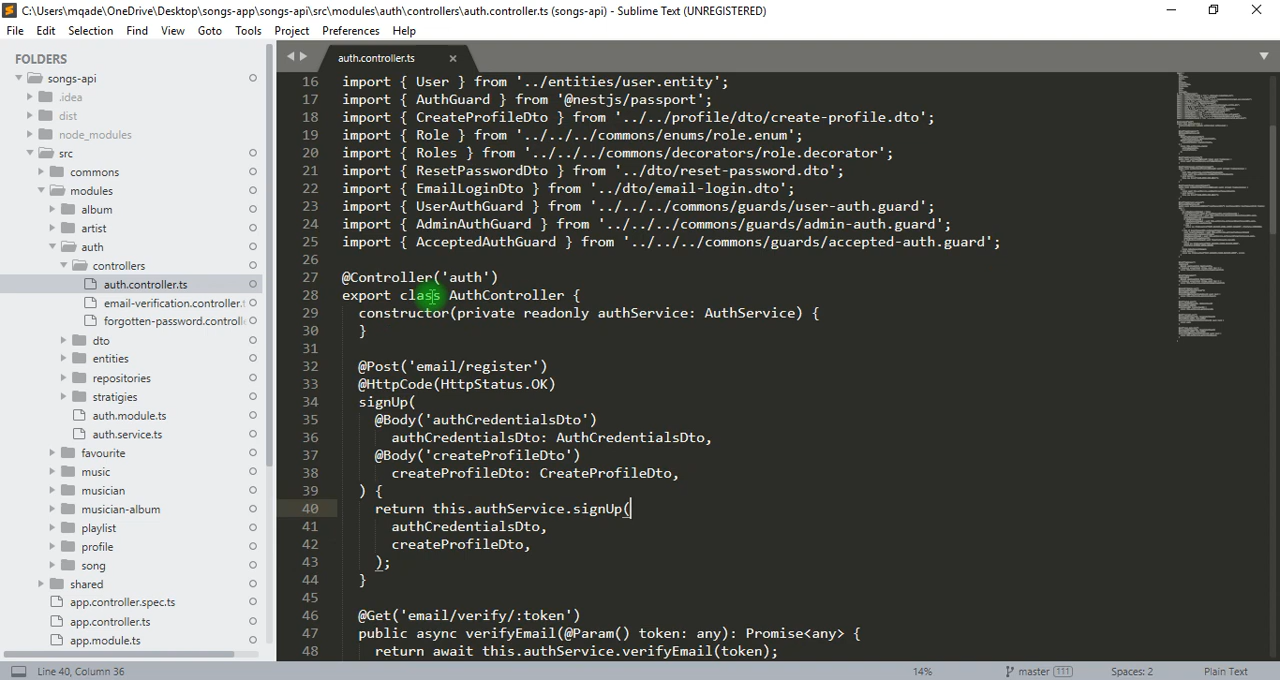 C:\Users\mqade\OneDrive\Desktop\songs-app\songs-api\src\modules\auth\controllers\auth.controller.ts (songs-api) - Sublime Text (UNREGISTERED)
File Edit Selection Find View Goto Tools Project Preferences Help
FOLDERS
songs-api
.idea
dist
node_modules
src
commons
modules
album
artist
auth
controllers
auth.controller.ts
email-verification.controller.t
forgotten-password.controlle
dto
entities
repositories
stratigies
auth.module.ts
auth.service.ts
favourite
music
musician
musician-album
playlist
profile
song
shared
app.controller.spec.ts
app.controller.ts
app.module.ts
auth.controller.ts
16 import { User } from '../entities/user.entity';
17 import { AuthGuard } from '@nestjs/passport';
18 import { CreateProfileDto } from '../../profile/dto/create-profile.dto';
19 import { Role } from '../../../commons/enums/role.enum';
20 import { Roles } from '../../../commons/decorators/role.decorator';
21 import { ResetPasswordDto } from '../dto/reset-password.dto';
22 import { EmailLoginDto } from '../dto/email-login.dto';
23 import { UserAuthGuard } from '../../../commons/guards/user-auth.guard';
24 import { AdminAuthGuard } from '../../../commons/guards/admin-auth.guard';
25 import { AcceptedAuthGuard } from '../../../commons/guards/accepted-auth.guard';
26
27 @Controller('auth')
28 export class AuthController {
29 constructor(private readonly authService: AuthService) {
30 }
31
32 @Post('email/register')
33 @HttpCode(HttpStatus.OK)
34 signUp(
35 @Body('authCredentialsDto')
36 authCredentialsDto: AuthCredentialsDto,
37 @Body('createProfileDto')
38 createProfileDto: CreateProfileDto,
39 ) {
40 return this.authService.signUp(
41 authCredentialsDto,
42 createProfileDto,
43 );
44 }
45
46 @Get('email/verify/:token')
47 public async verifyEmail(@Param() token: any): Promise<any> {
48 return await this.authService.verifyEmail(token);
Line 40, Column 36 14% master 111 Spaces: 2 Plain Text